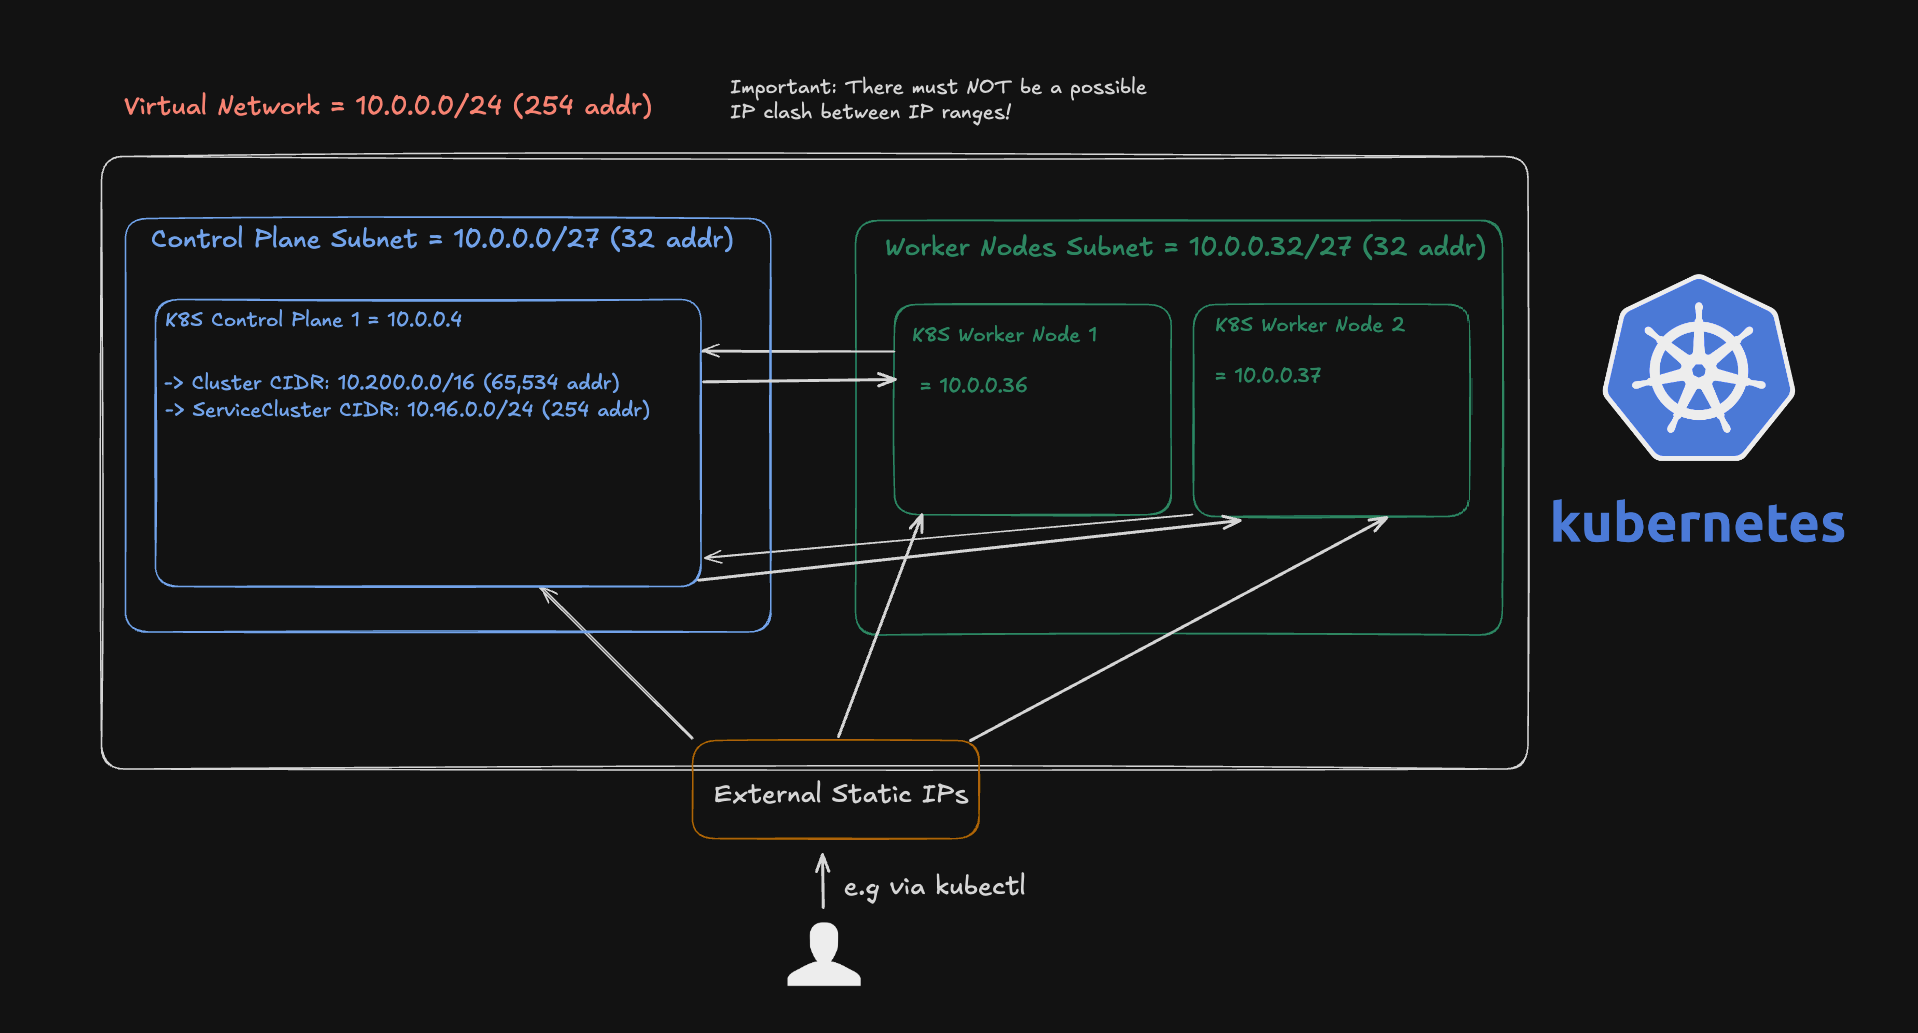 Virtual Network = 10.0.0.0/24 (254 addr)
Important: There must NOT be a possible
IP clash between IP ranges!
Control Plane Subnet = 10.0.0.0/27 (32 addr)
K8S Control Plane 1 = 10.0.0.4
-> Cluster CIDR: 10.200.0.0/16 (65,534 addr)
-> ServiceCluster CIDR: 10.96.0.0/24 (254 addr)
Worker Nodes Subnet = 10.0.0.32/27 (32 addr)
K8S Worker Node 1
= 10.0.0.36
K8S Worker Node 2
= 10.0.0.37
kubernetes
External Static IPs
e.g via kubectl